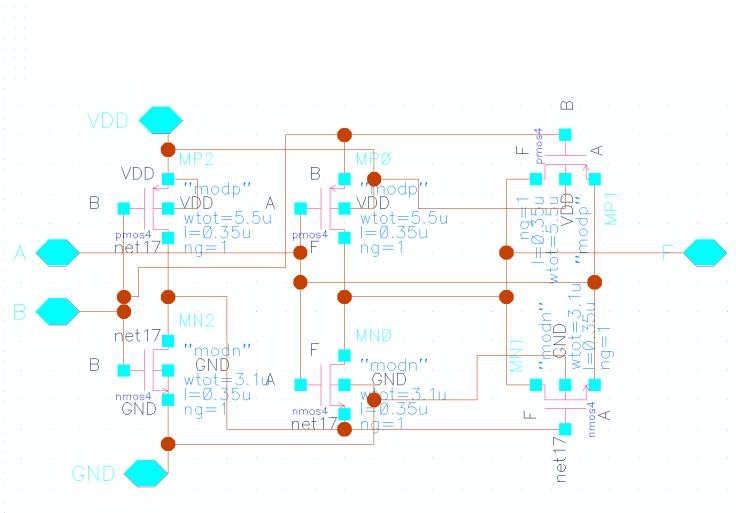 VDD
B
VDD
MP2
"modp"
VDD
wtot=5.5u
l=0.35u
ng=1
B
pmos4
net17
B
MP0
"modp"
VDD
wtot=5.5u
l=0.35u
ng=1
A
pmos4
F
F
pmos4
A
MP1
VDD
"modp"
wtot=5.5u
l=0.35u
ng=1
A
F
B
net17
MN2
"modn"
GND
wtot=3.1u
l=0.35u
ng=1
B
nmos4
GND
F
MN0
"modn"
GND
wtot=3.1u
l=0.35u
ng=1
A
nmos4
net17
MN1
"modn"
GND
wtot=3.1u
l=0.35u
ng=1
F
nmos4
A
net17
GND